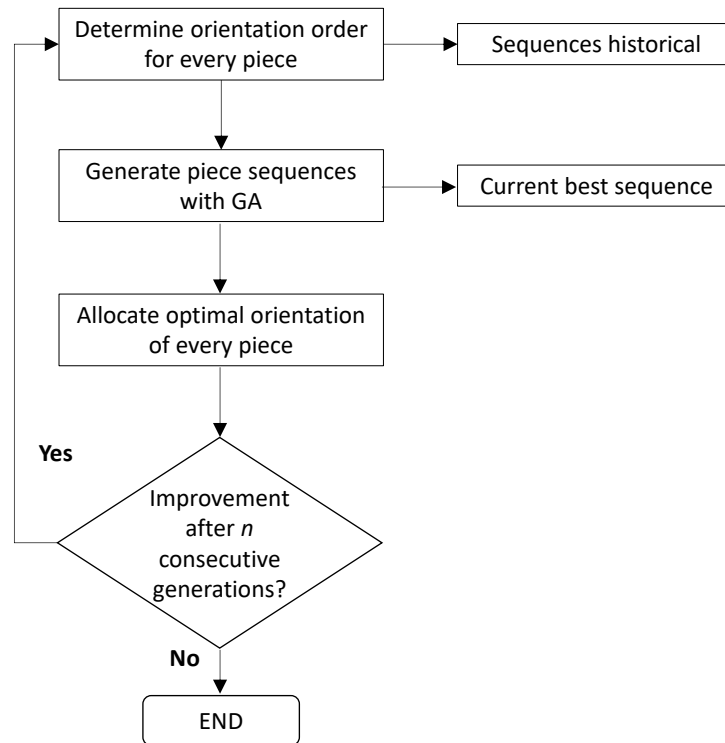 Determine orientation order
for every piece
Sequences historical
Generate piece sequences
with GA
Current best sequence
Allocate optimal orientation
of every piece
Yes
Improvement
after n
consecutive
generations?
No
END